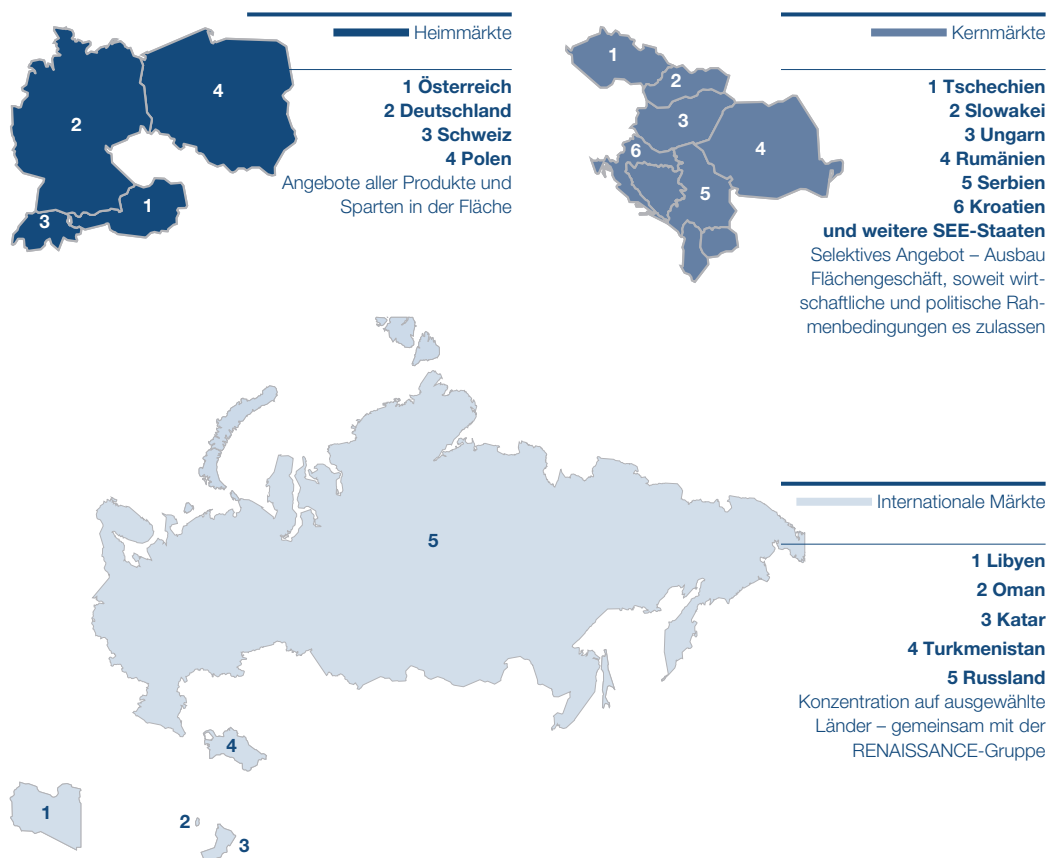 Heimmärkte
1 Österreich
2 Deutschland
3 Schweiz
4 Polen
Angebote aller Produkte und
Sparten in der Fläche
4
2
1
3
Kernmärkte
1 Tschechien
2 Slowakei
3 Ungarn
4 Rumänien
5 Serbien
6 Kroatien
und weitere SEE-Staaten
Selektives Angebot – Ausbau
Flächengeschäft, soweit wirt-
schaftliche und politische Rah-
menbedingungen es zulassen
1
2
3
4
6
5
Internationale Märkte
1 Libyen
2 Oman
3 Katar
4 Turkmenistan
5 Russland
Konzentration auf ausgewählte
Länder – gemeinsam mit der
RENAISSANCE-Gruppe
5
4
1
2
3